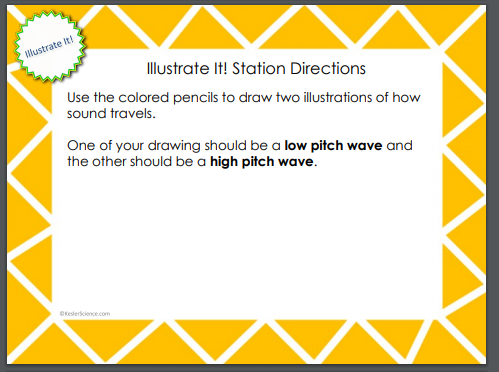 Illustrate It!
Illustrate It! Station Directions
Use the colored pencils to draw two illustrations of how
sound travels.
One of your drawing should be a low pitch wave and
the other should be a high pitch wave.
©KeslerScience.com